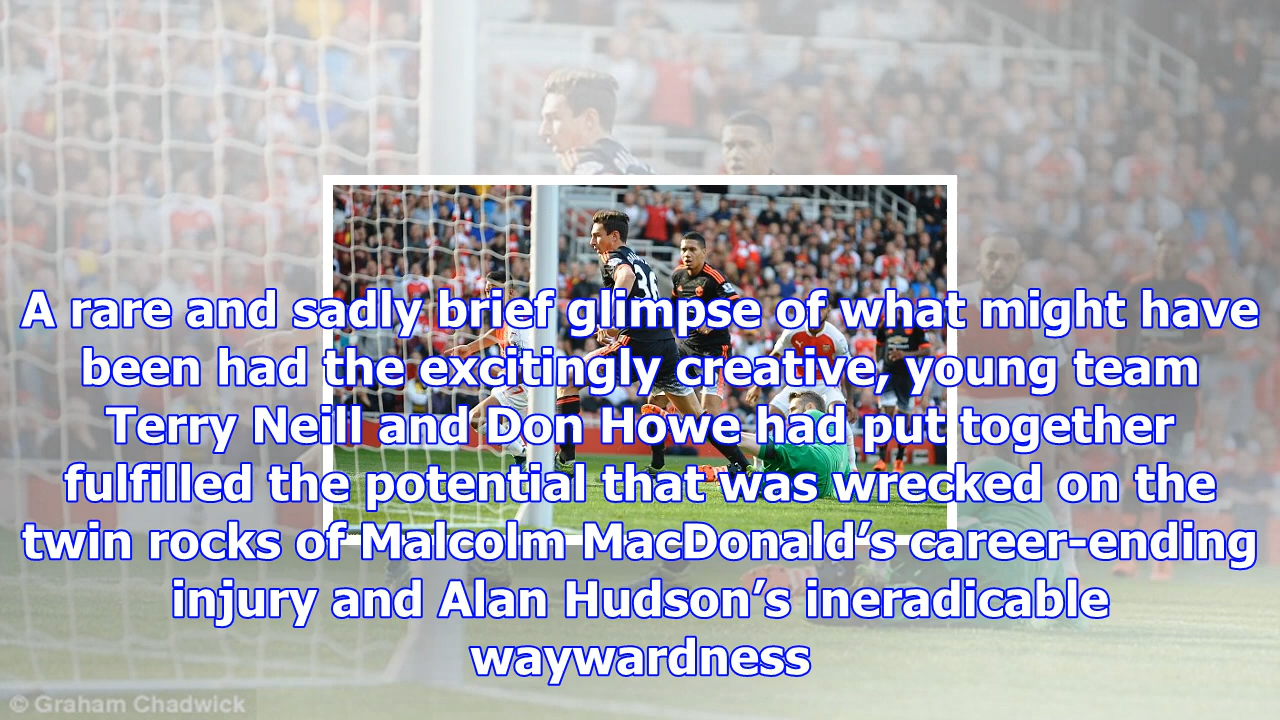 A rare and sadly brief glimpse of what might have
been had the excitingly creative, young team
Terry Neill and Don Howe had put together
fulfilled the potential that was wrecked on the
twin rocks of Malcolm MacDonald’s career-ending
injury and Alan Hudson’s ineradicable
waywardness
36
© Graham Chadwick